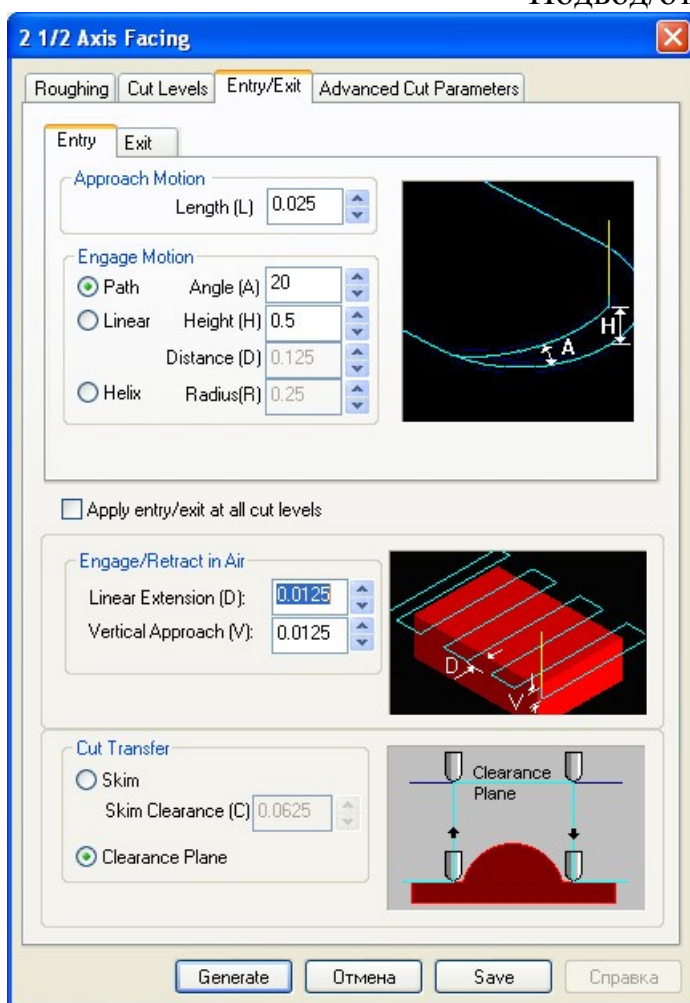 Подвод/от
2 1/2 Axis Facing
Roughing Cut Levels Entry/Exit Advanced Cut Parameters
Entry Exit
Approach Motion
Length (L) 0.025
Engage Motion
Path Angle (A) 20
Linear Height (H) 0.5
Distance (D) 0.125
Helix Radius(R) 0.25
H
A
Apply entry/exit at all cut levels
Engage/Retract in Air
Linear Extension (D): 0.0125
Vertical Approach (V): 0.0125
D
V
Cut Transfer
Skim
Skim Clearance (C) 0.0625
Clearance Plane
Clearance
Plane
Generate Отмена Save Справка